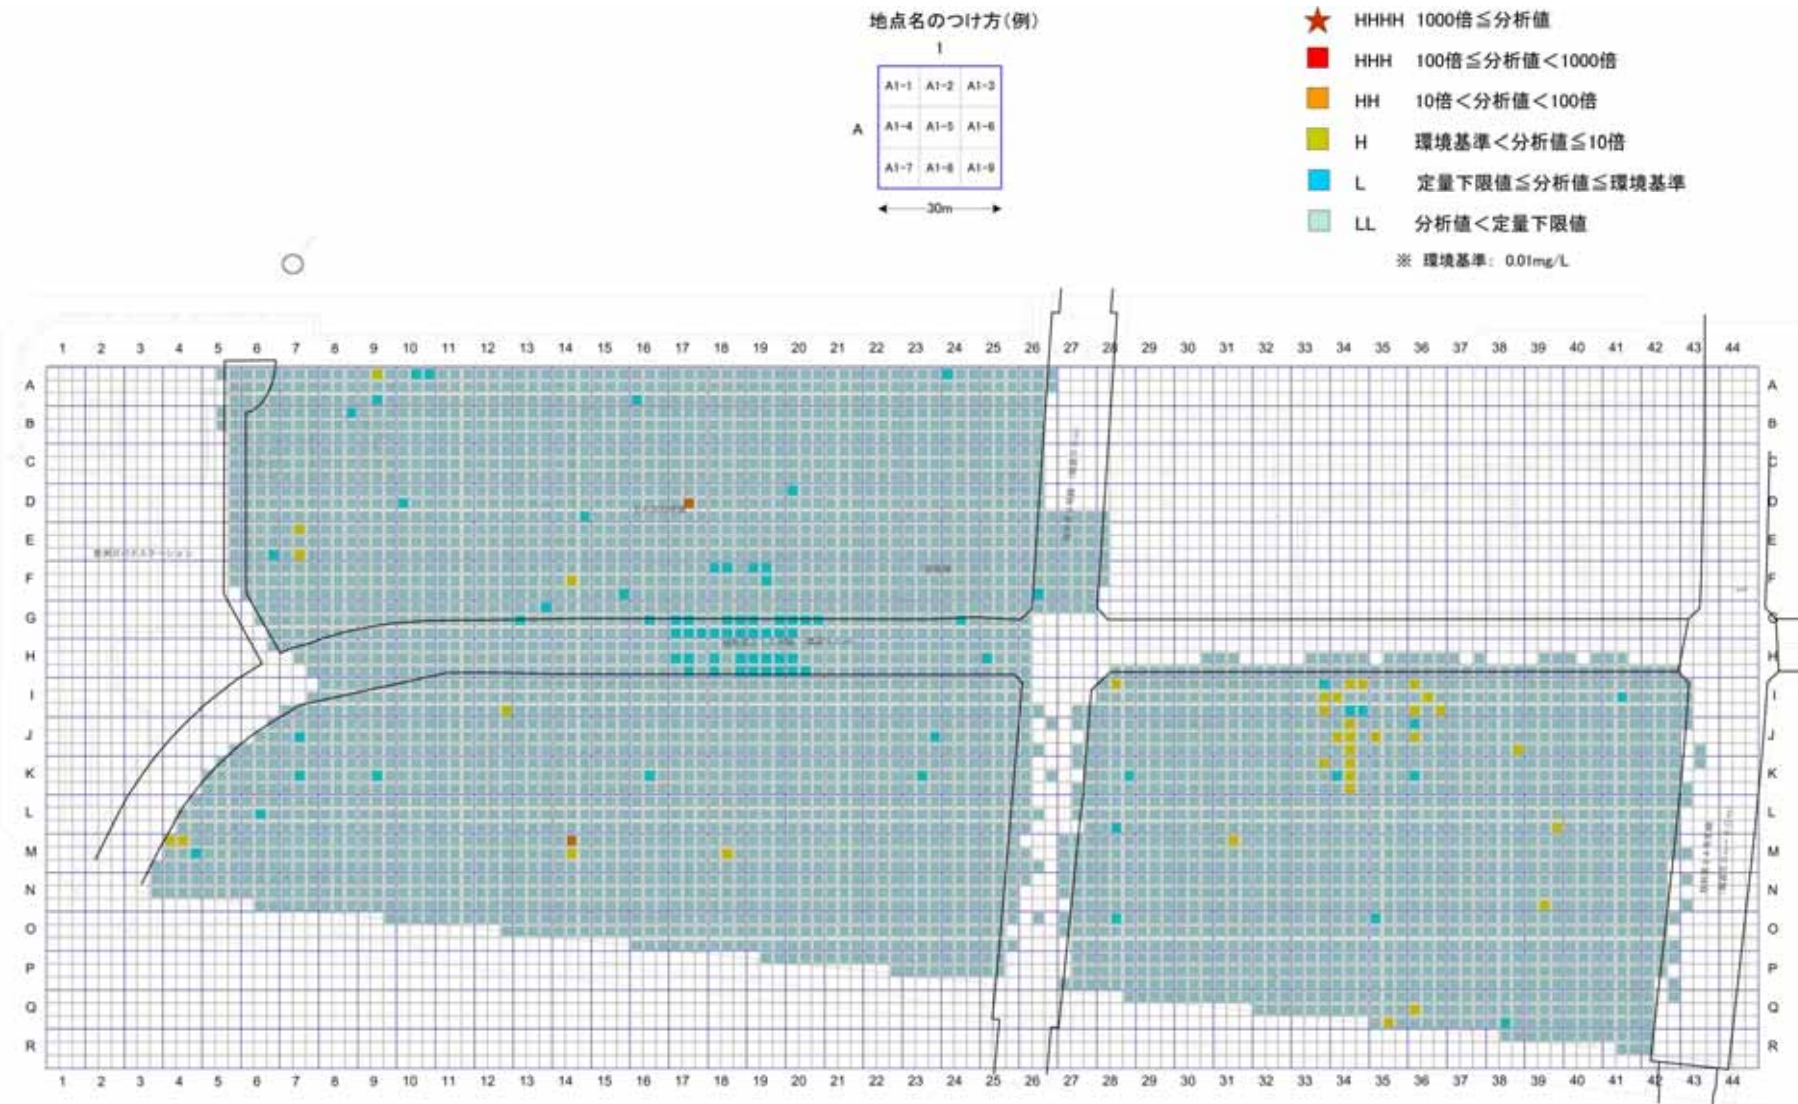 地点名のつけ方(例)
1
A1-1 A1-2 A1-3
A A1-4 A1-5 A1-6
A1-7 A1-8 A1-9
30m
HHHH 1000倍≦分析値
HHH 100倍≦分析値<1000倍
HH 10倍<分析値<100倍
H 環境基準<分析値≦10倍
L 定量下限値≦分析値≦環境基準
LL 分析値<定量下限値
※ 環境基準: 0.01mg/L
1 2 3 4 5 6 7 8 9 10 11 12 13 14 15 16 17 18 19 20 21 22 23 24 25 26 27 28 29 30 31 32 33 34 35 36 37 38 39 40 41 42 43 44
A A
B B
C C
D D
E E
F F
G G
H H
I I
J J
K K
L L
M M
N N
O O
P P
Q Q
R R
1 2 3 4 5 6 7 8 9 10 11 12 13 14 15 16 17 18 19 20 21 22 23 24 25 26 27 28 29 30 31 32 33 34 35 36 37 38 39 40 41 42 43 44